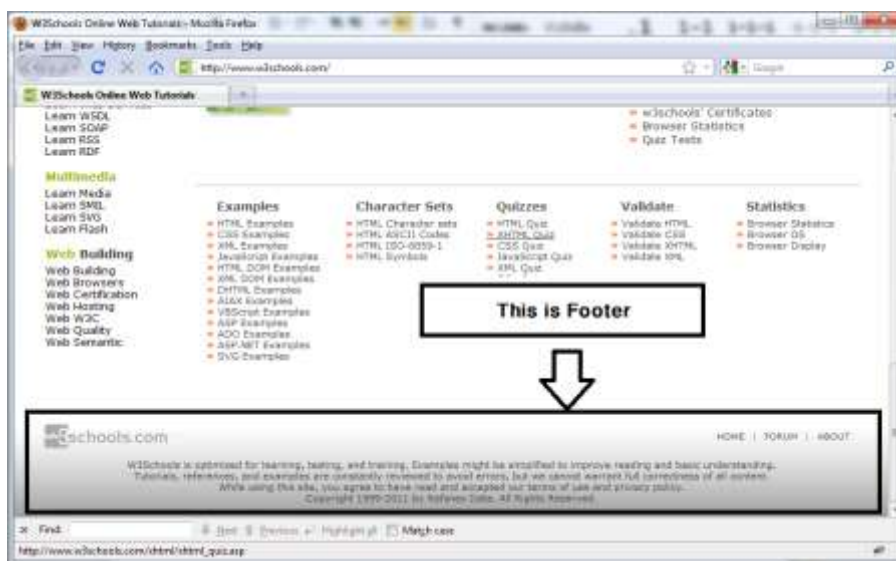 W3Schools Online Web Tutorials - Mozilla Firefox
File Edit View History Bookmarks Tools Help
http://www.w3schools.com/
Google
W3Schools Online Web Tutorials
Learn WSDL
Learn SOAP
Learn RSS
Learn RDF
Multimedia
Learn Media
Learn SMIL
Learn SVG
Learn Flash
Web Building
Web Building
Web Browsers
Web Certification
Web Hosting
Web W3C
Web Quality
Web Semantic
w3schools' Certificates
Browser Statistics
Quiz Tests
Examples
HTML Examples
CSS Examples
XML Examples
JavaScript Examples
HTML DOM Examples
XML DOM Examples
DHTML Examples
AJAX Examples
VBScript Examples
ASP Examples
ADO Examples
ASP.NET Examples
SVG Examples
Character Sets
HTML Character sets
HTML ASCII Codes
HTML ISO-8859-1
HTML Symbols
Quizzes
HTML Quiz
XHTML Quiz
CSS Quiz
JavaScript Quiz
XML Quiz
Validate
Validate HTML
Validate CSS
Validate XHTML
Validate XML
Statistics
Browser Statistics
Browser OS
Browser Display
This is Footer
w3schools.com
HOME | FORUM | ABOUT
W3Schools is optimized for learning, testing, and training. Examples might be simplified to improve reading and basic understanding.
Tutorials, references, and examples are constantly reviewed to avoid errors, but we cannot warrant full correctness of all content.
While using this site, you agree to have read and accepted our terms of use and privacy policy.
Copyright 1999-2011 by Refsnes Data. All Rights Reserved.
× Find: Next Previous Highlight all Match case
http://www.w3schools.com/xhtml/xhtml_quiz.asp